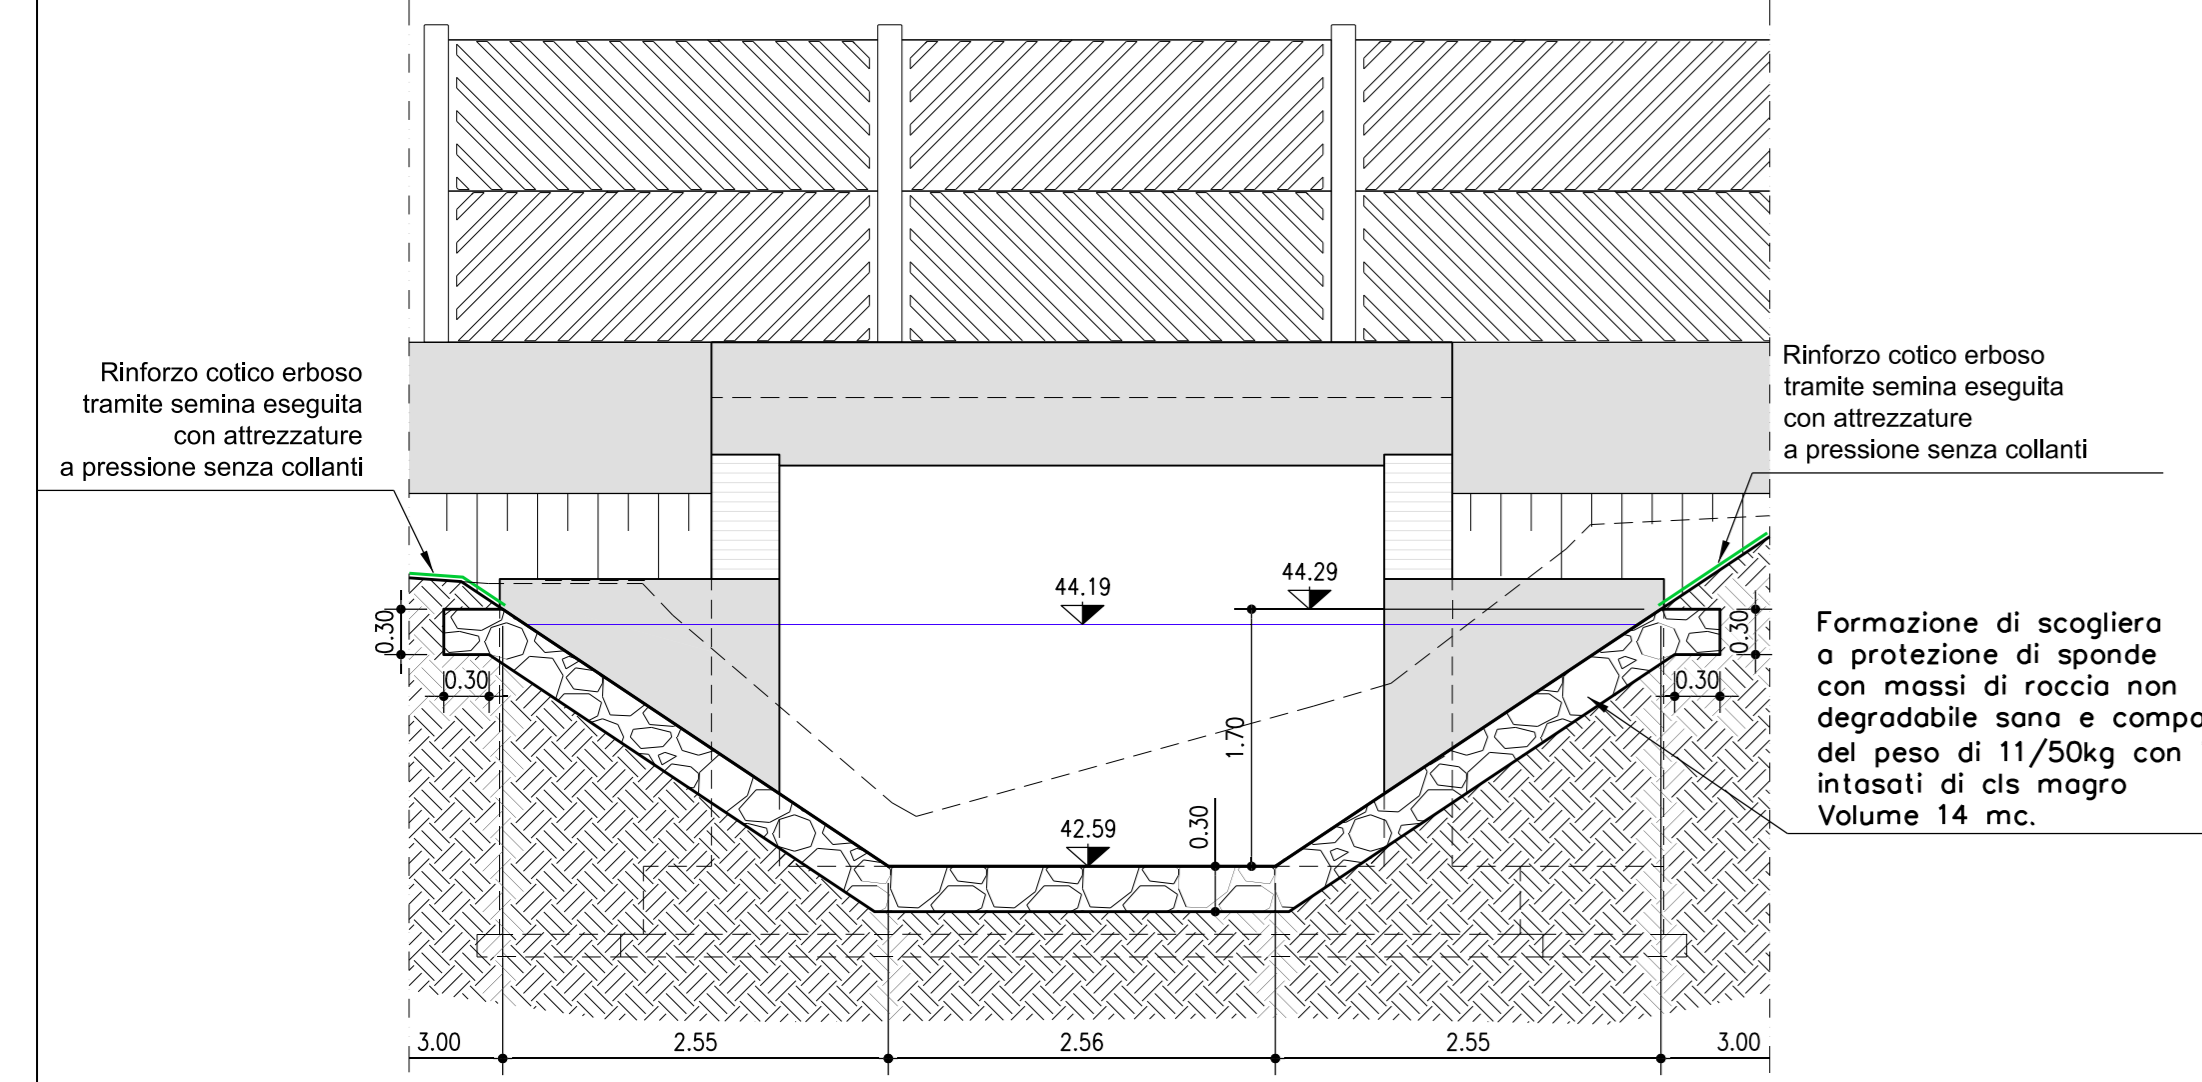 Rinforzo cotico erboso
tramite semina eseguita
con attrezzature
a pressione senza collanti
Rinforzo cotico erboso
tramite semina eseguita
con attrezzature
a pressione senza collanti
44.19
44.29
0.30
0.30
0.30
0.30
Formazione di scogliera
a protezione di sponde
con massi di roccia non
degradabile sana e compa
del peso di 11/50kg con
intasati di cls magro
Volume 14 mc.
1.70
42.59
0.30
3.00
2.55
2.56
2.55
3.00